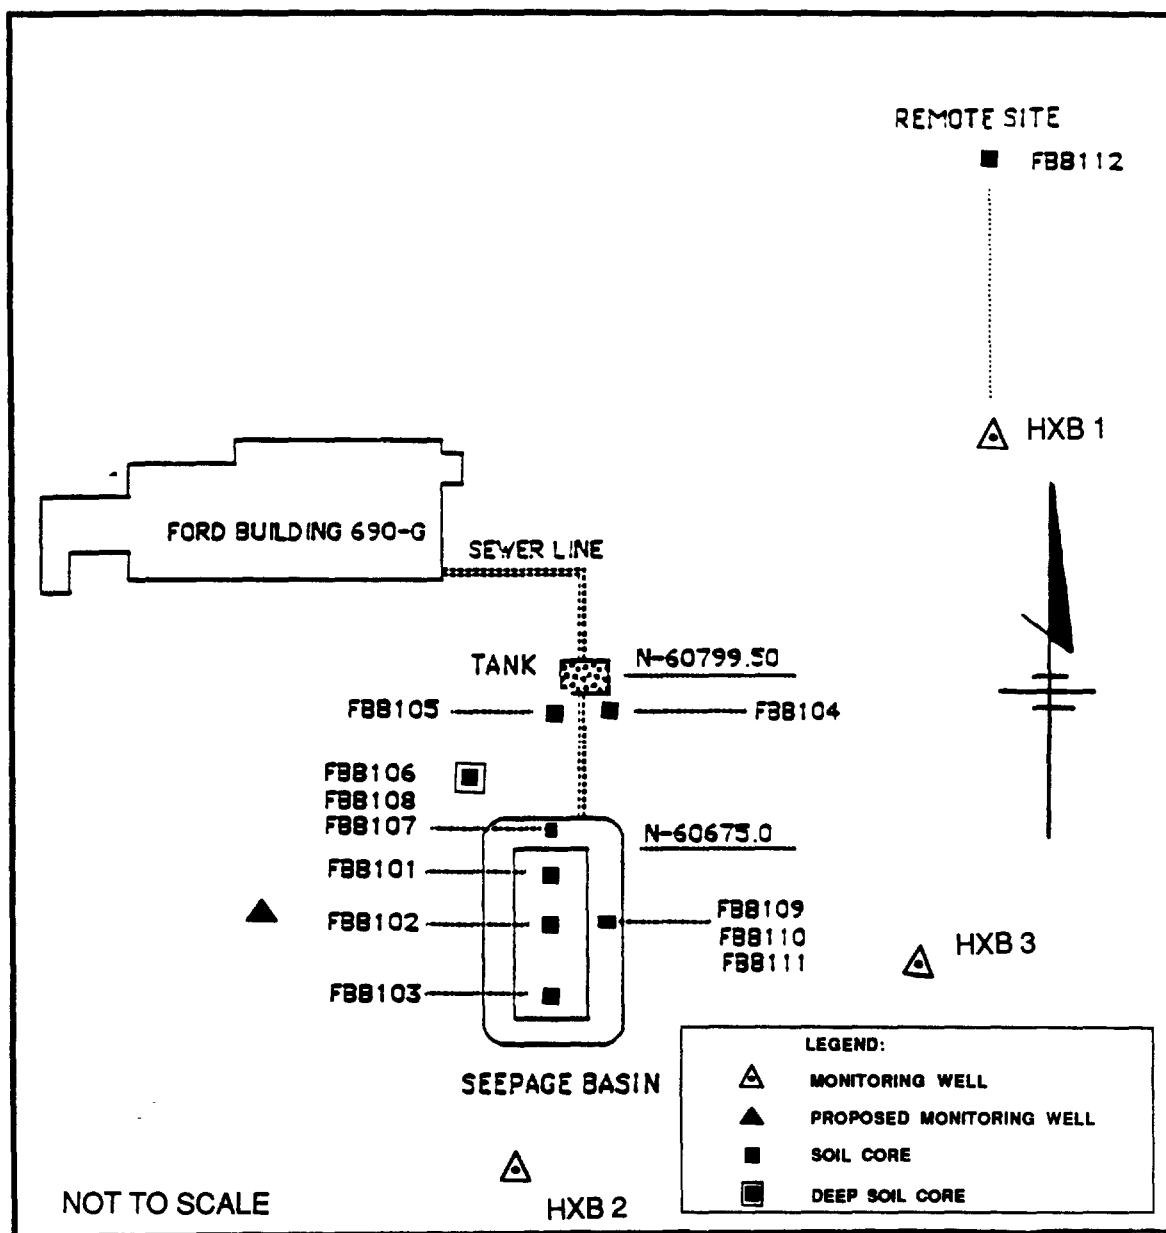 REMOTE SITE
FBB112
HXB 1
FORD BUILDING 690-G
SEWER LINE
TANK
N-60799.50
FBB105
FBB104
FBB106
FBB108
FBB107
N-60675.0
FBB101
FBB102
FBB109
FBB110
FBB111
HXB 3
FBB103
SEEPAGE BASIN
LEGEND:
MONITORING WELL
PROPOSED MONITORING WELL
SOIL CORE
DEEP SOIL CORE
NOT TO SCALE
HXB 2